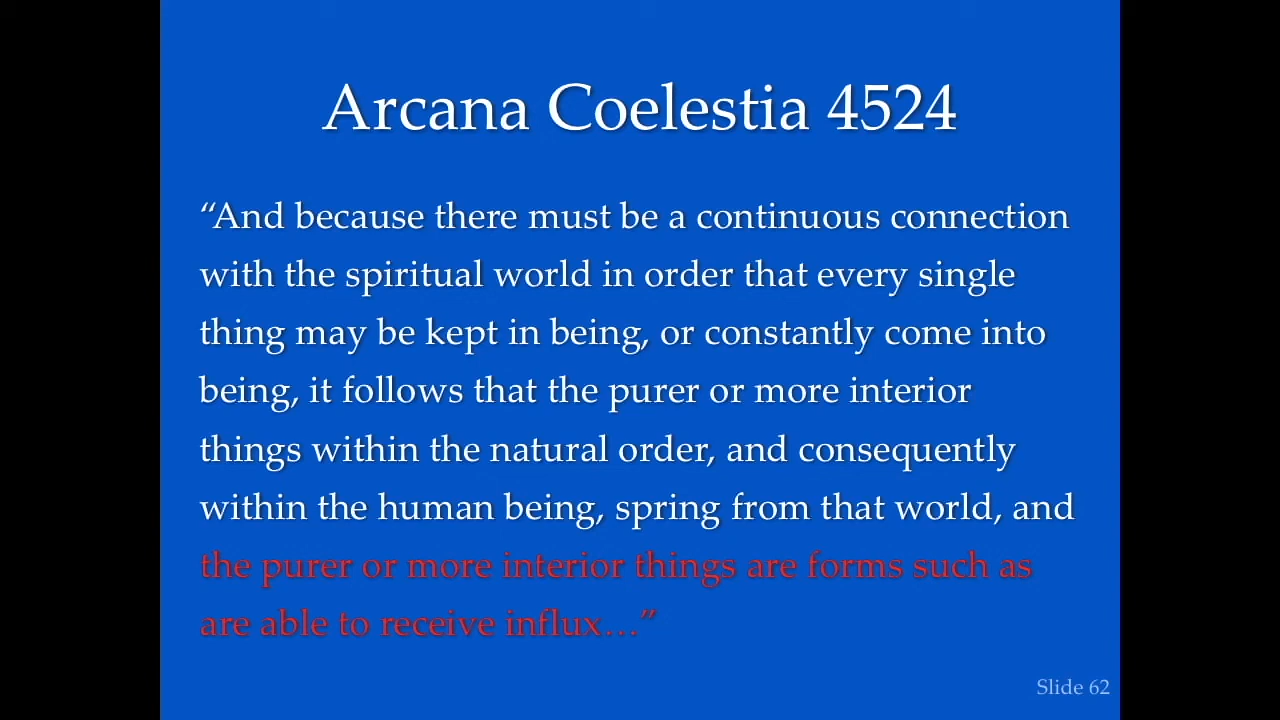 Arcana Coelestia 4524
“And because there must be a continuous connection
with the spiritual world in order that every single
thing may be kept in being, or constantly come into
being, it follows that the purer or more interior
things within the natural order, and consequently
within the human being, spring from that world, and
the purer or more interior things are forms such as
are able to receive influx…”
Slide 62